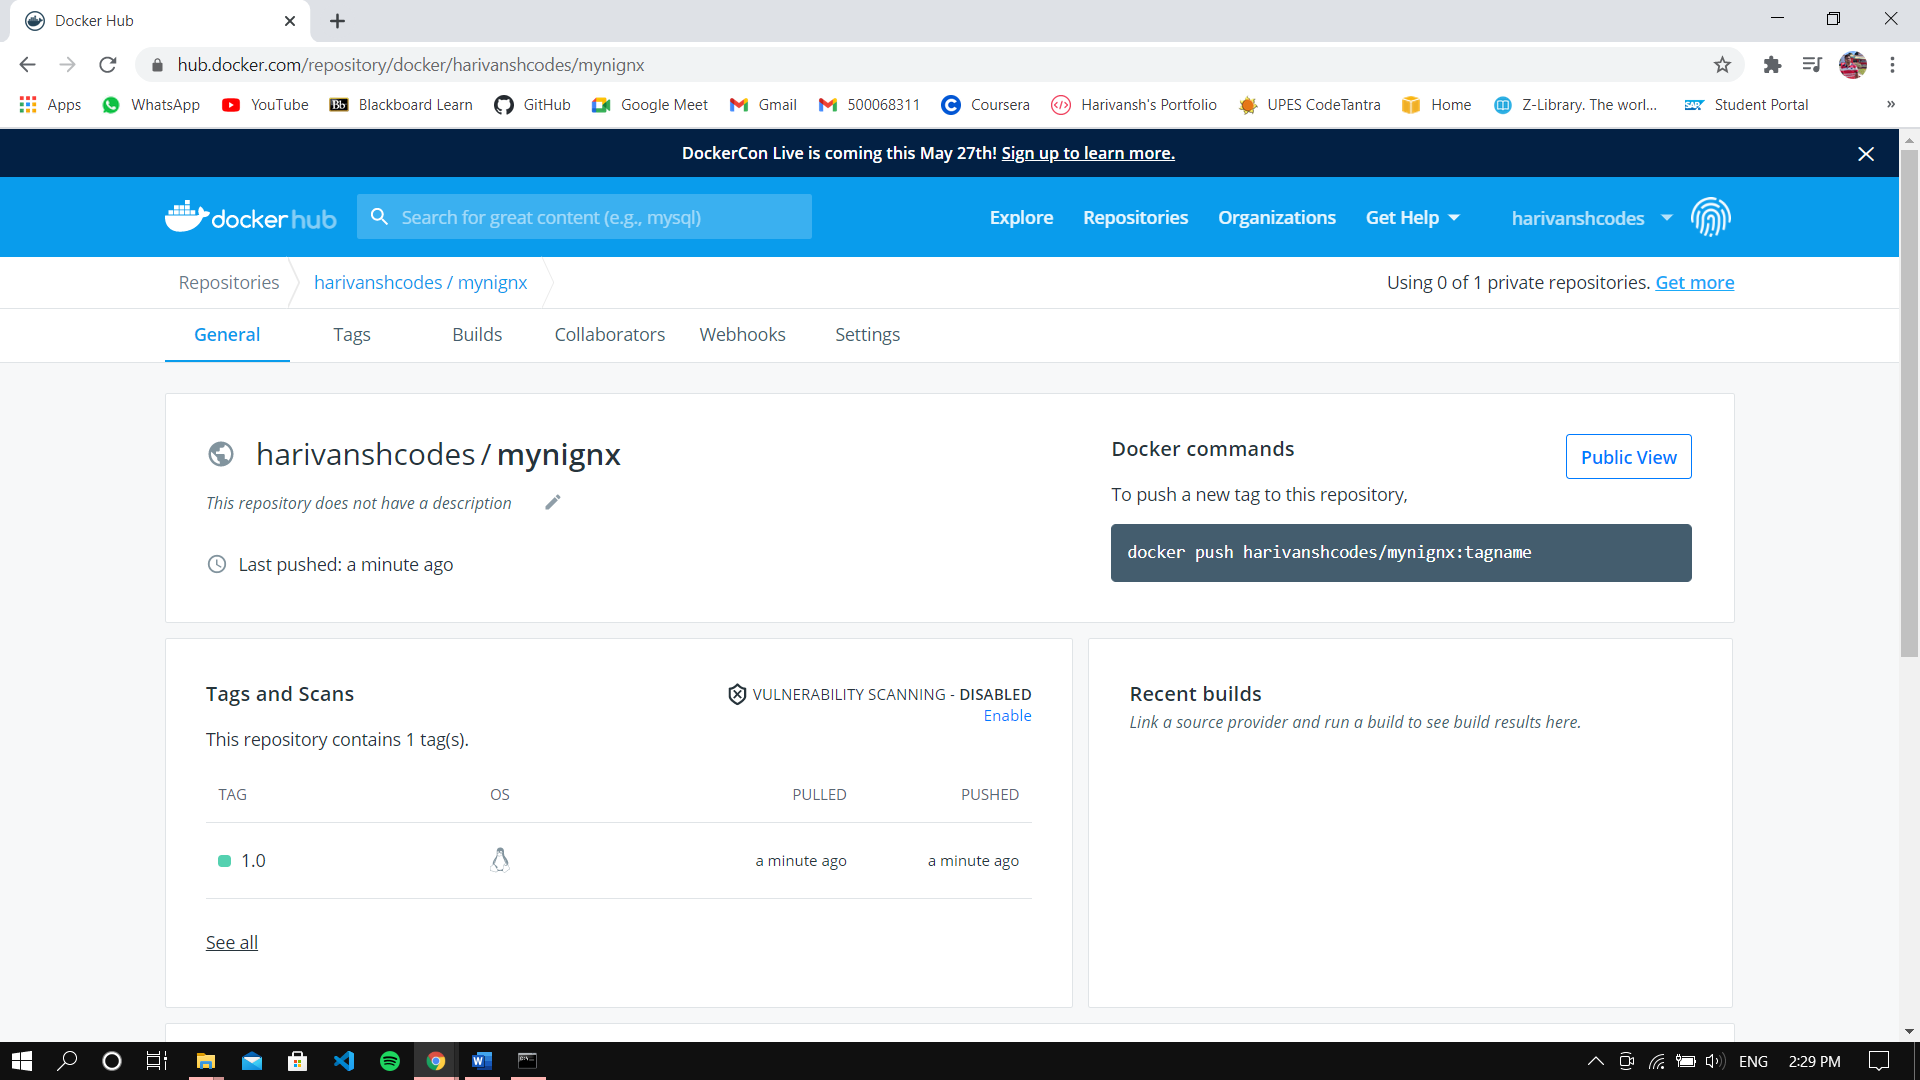 Docker Hub
hub.docker.com/repository/docker/harivanshcodes/mynignx
Apps WhatsApp YouTube Bb Blackboard Learn GitHub Google Meet Gmail 500068311 Coursera Harivansh's Portfolio UPES CodeTantra Home Z-Library. The worl... SAP Student Portal »
DockerCon Live is coming this May 27th! Sign up to learn more.
docker hub Search for great content (e.g., mysql) Explore Repositories Organizations Get Help harivanshcodes
Repositories harivanshcodes / mynignx Using 0 of 1 private repositories. Get more
General Tags Builds Collaborators Webhooks Settings
harivanshcodes / mynignx
This repository does not have a description
Last pushed: a minute ago
Docker commands Public View
To push a new tag to this repository,
docker push harivanshcodes/mynignx:tagname
Tags and Scans VULNERABILITY SCANNING - DISABLED
Enable
This repository contains 1 tag(s).
TAG OS PULLED PUSHED
1.0 a minute ago a minute ago
See all
Recent builds
Link a source provider and run a build to see build results here.
ENG 2:29 PM